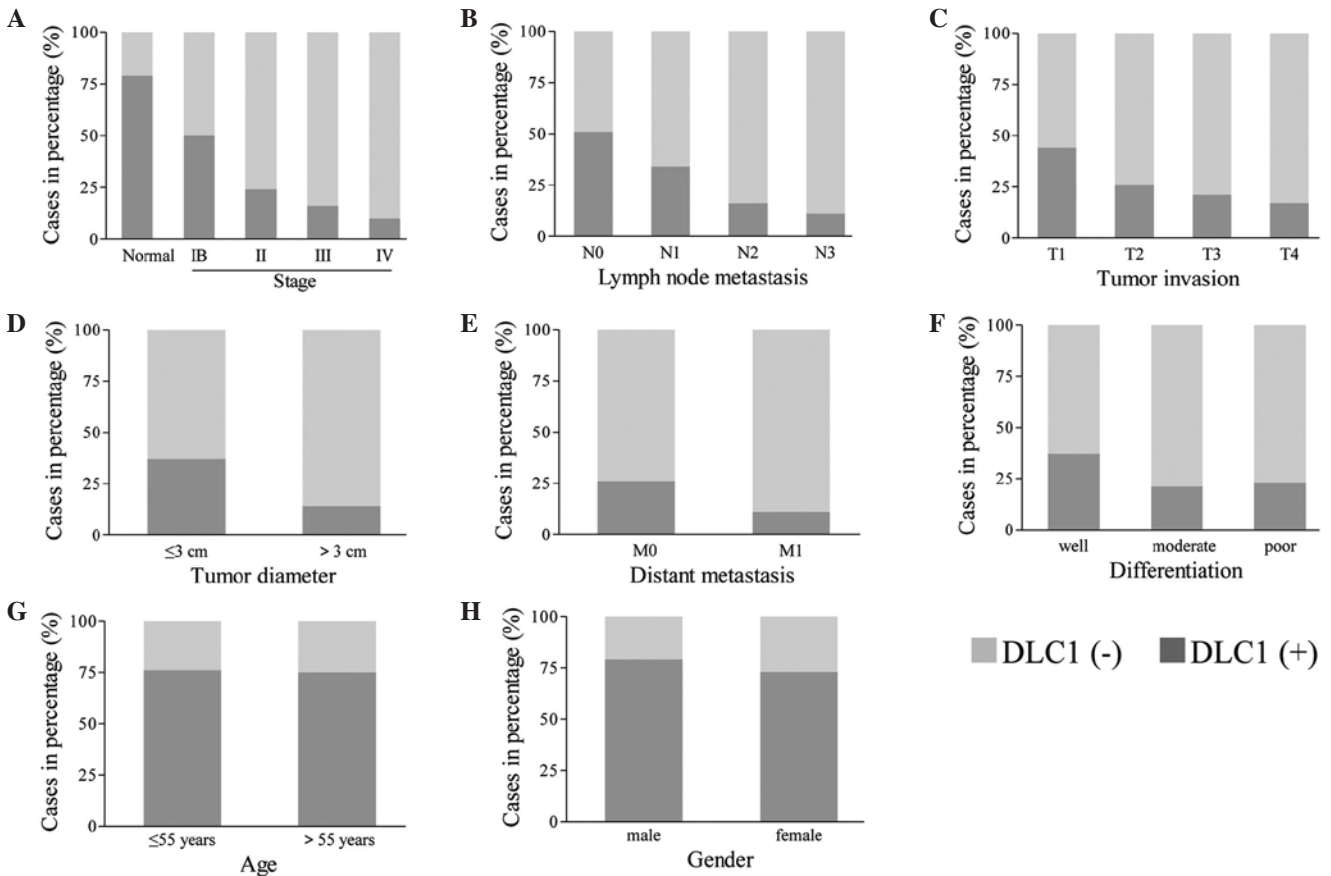 A
Cases in percentage (%)
100
75
50
25
0
Normal IB II III IV
Stage
B
Cases in percentage (%)
100
75
50
25
0
N0 N1 N2 N3
Lymph node metastasis
C
Cases in percentage (%)
100
75
50
25
0
T1 T2 T3 T4
Tumor invasion
D
Cases in percentage (%)
100
75
50
25
0
≤3 cm > 3 cm
Tumor diameter
E
Cases in percentage (%)
100
75
50
25
0
M0 M1
Distant metastasis
F
Cases in percentage (%)
100
75
50
25
0
well moderate poor
Differentiation
G
Cases in percentage (%)
100
75
50
25
0
≤55 years > 55 years
Age
H
Cases in percentage (%)
100
75
50
25
0
male female
Gender
DLC1 (-) DLC1 (+)